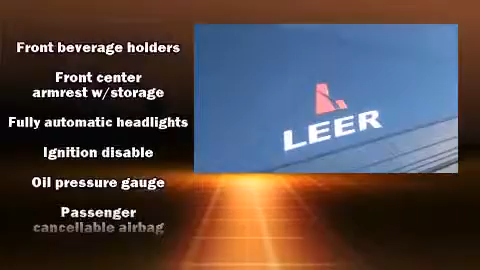 Front beverage holders
Front center
armrest w/storage
Fully automatic headlights
Ignition disable
Oil pressure gauge
Passenger
cancellable airbag
LEER